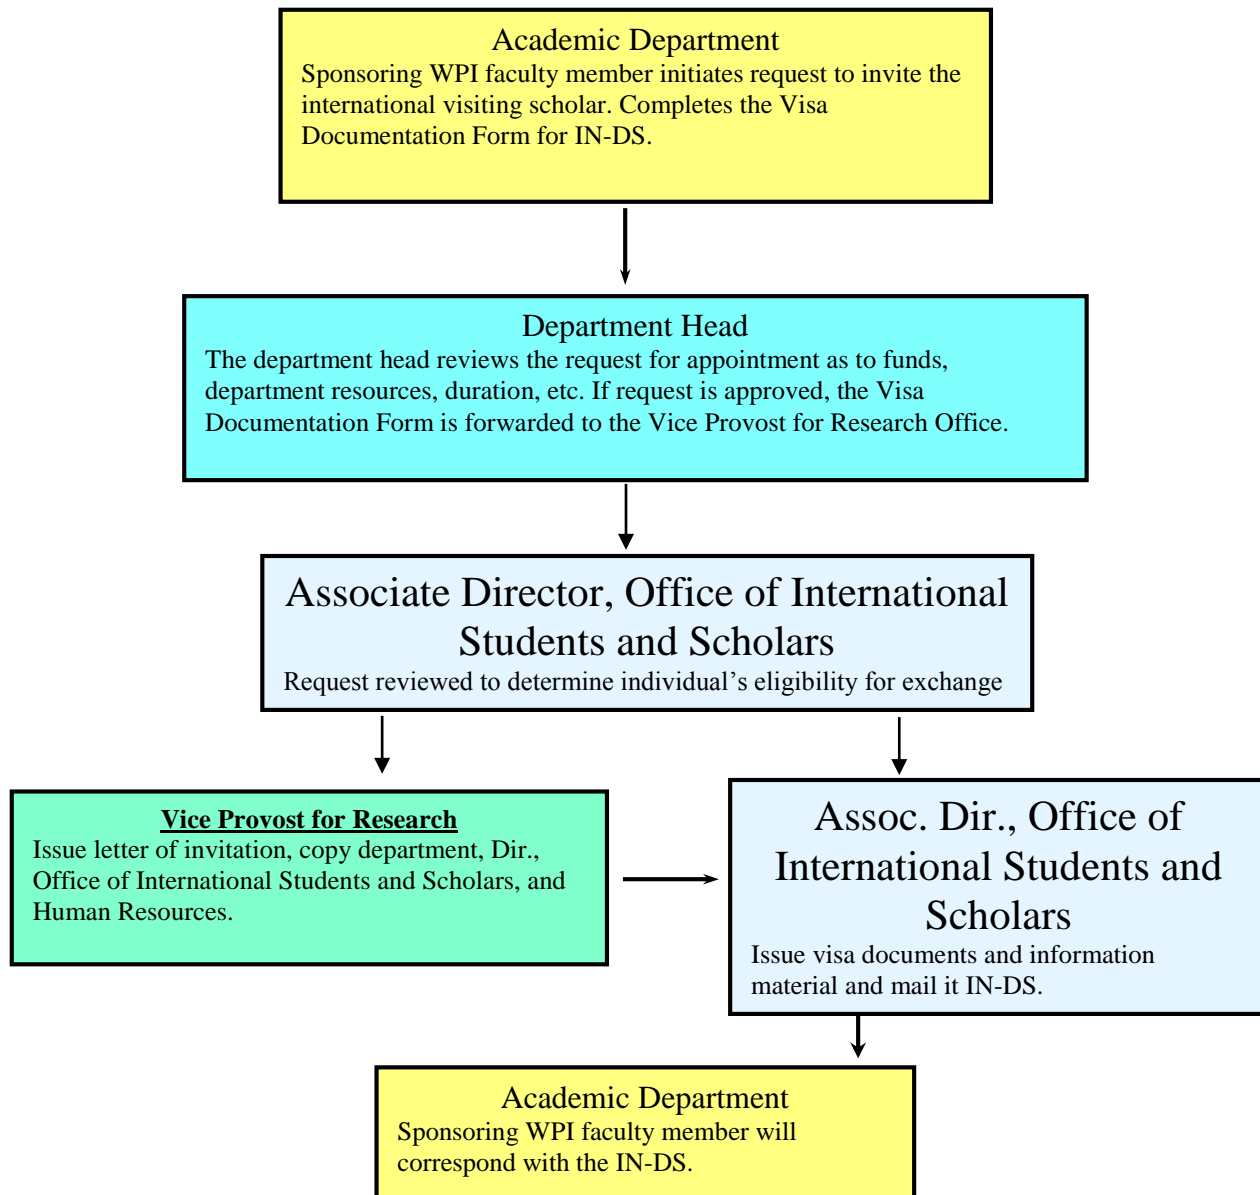 Academic Department
Sponsoring WPI faculty member initiates request to invite the
international visiting scholar. Completes the Visa
Documentation Form for IN-DS.
Department Head
The department head reviews the request for appointment as to funds,
department resources, duration, etc. If request is approved, the Visa
Documentation Form is forwarded to the Vice Provost for Research Office.
Associate Director, Office of International
Students and Scholars
Request reviewed to determine individual’s eligibility for exchange
Vice Provost for Research
Issue letter of invitation, copy department, Dir.,
Office of International Students and Scholars, and
Human Resources.
Assoc. Dir., Office of
International Students and
Scholars
Issue visa documents and information
material and mail it IN-DS.
Academic Department
Sponsoring WPI faculty member will
correspond with the IN-DS.